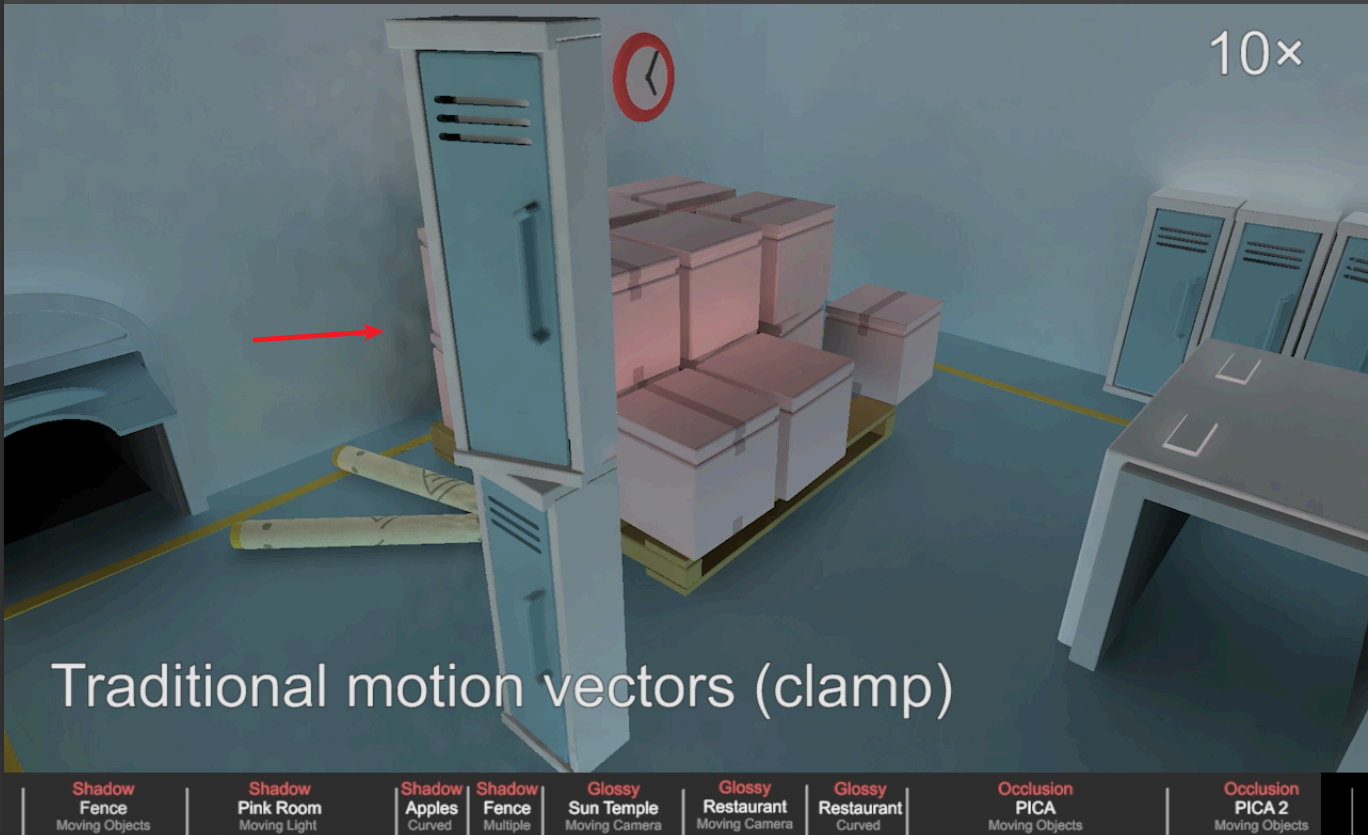 10×
Traditional motion vectors (clamp)
Shadow
Fence
Moving Objects
Shadow
Pink Room
Moving Light
Shadow
Apples
Curved
Shadow
Fence
Multiple
Glossy
Sun Temple
Moving Camera
Glossy
Restaurant
Moving Camera
Glossy
Restaurant
Curved
Occlusion
PICA
Moving Objects
Occlusion
PICA 2
Moving Objects